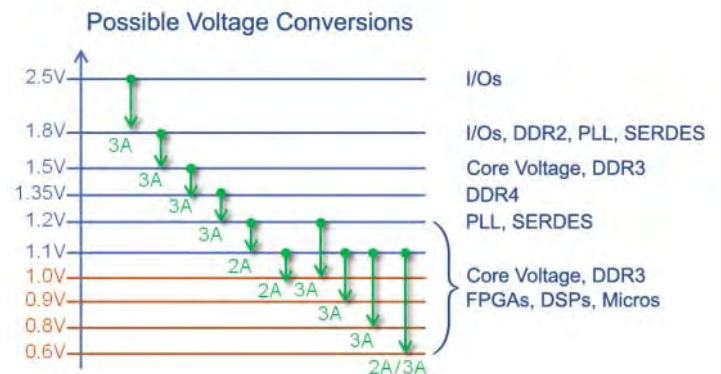 Possible Voltage Conversions
2.5V
I/Os
3A
1.8V
I/Os, DDR2, PLL, SERDES
3A
1.5V
Core Voltage, DDR3
3A
1.35V
DDR4
3A
1.2V
PLL, SERDES
2A
1.1V
2A
3A
1.0V
Core Voltage, DDR3
0.9V
FPGAs, DSPs, Micros
3A
0.8V
3A
0.6V
2A/3A